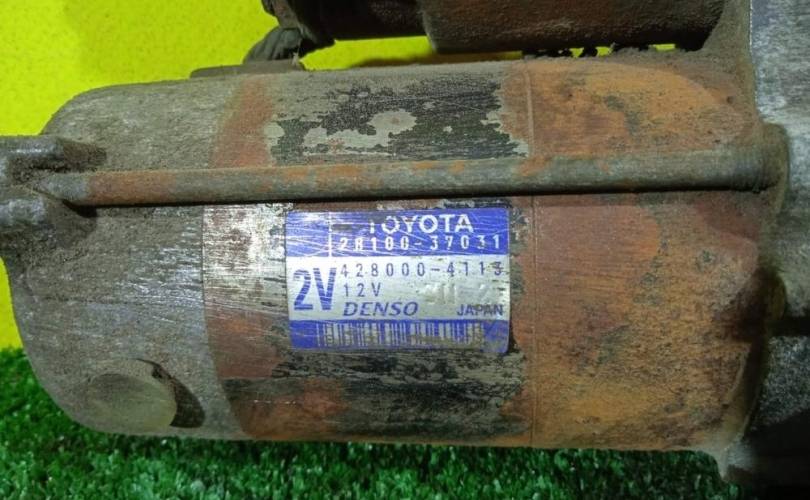 TOYOTA
28100-37031
2V
428000-4113
12V
DENSO JAPAN